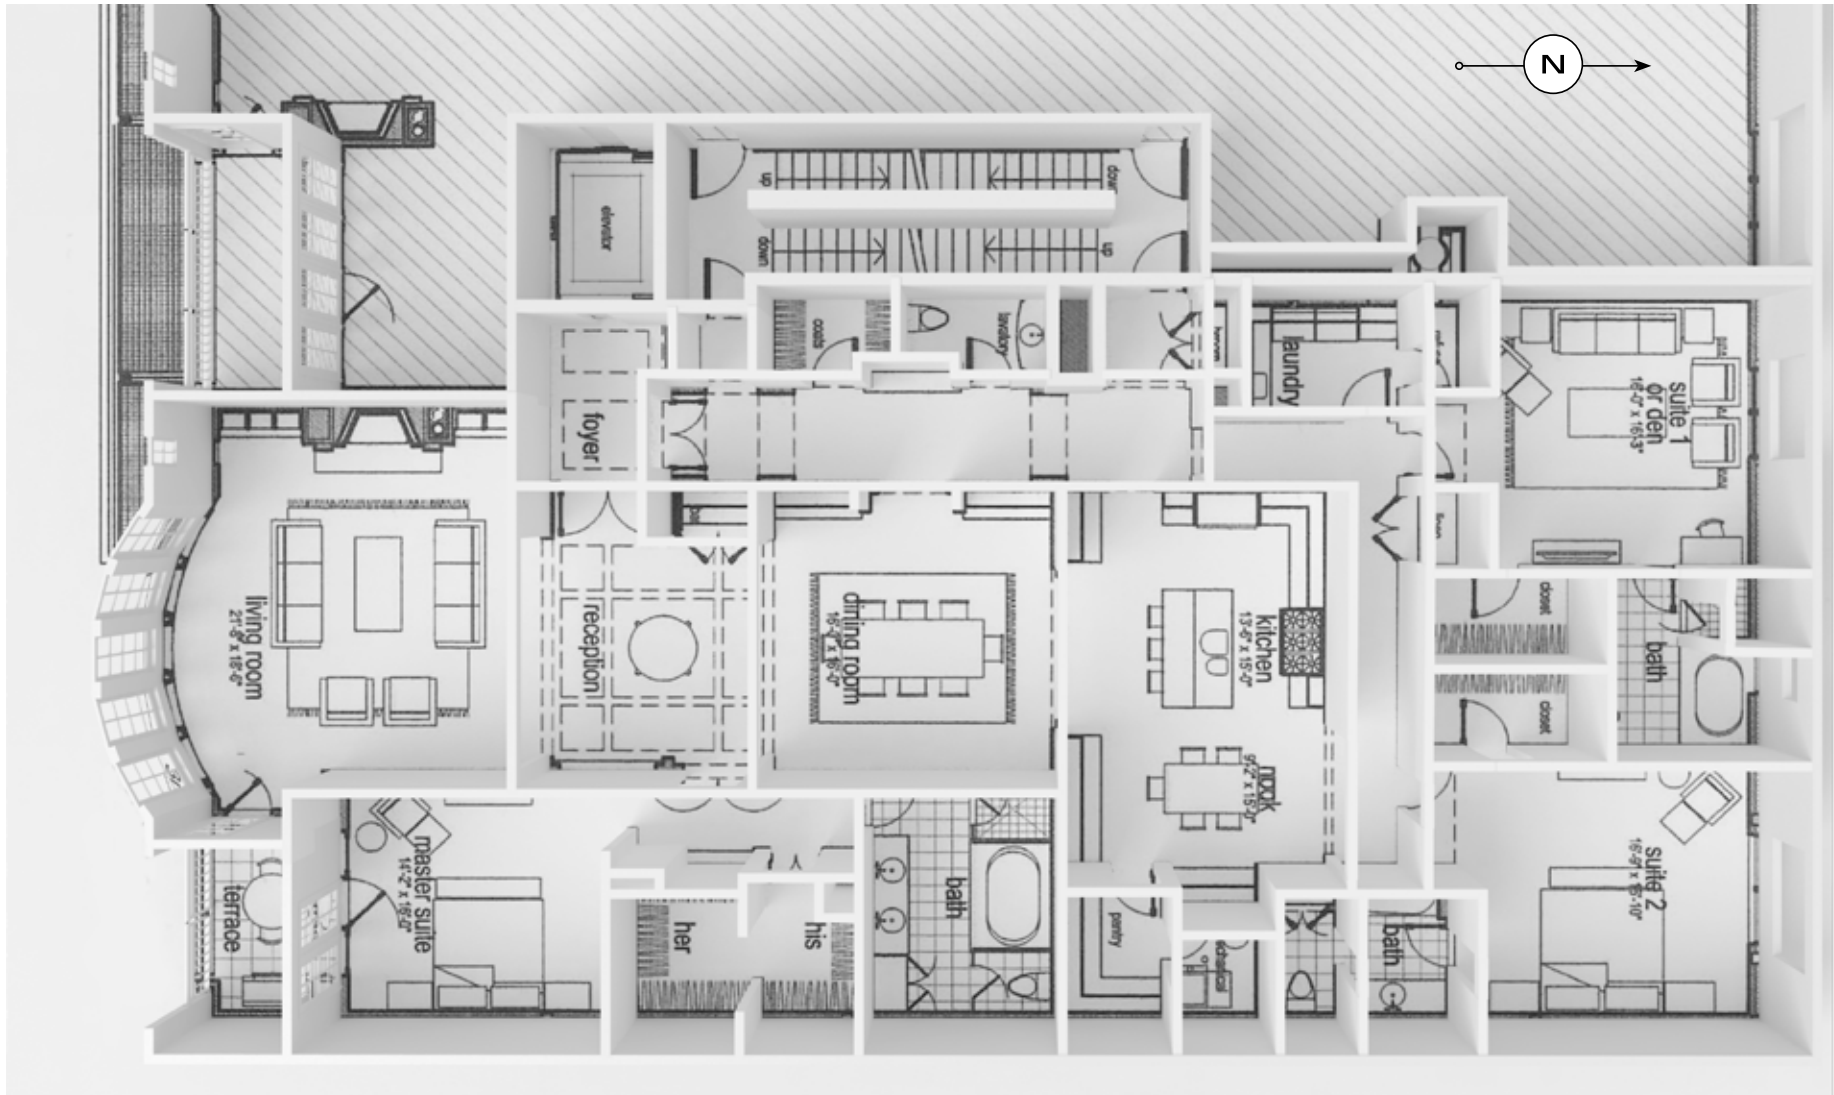 N
up
down
elevator
down
up
coats
lavatory
laundry
foyer
suite 1
or den
16'-0" x 16'-3"
living room
21'-8" x 18'-6"
reception
dining room
kitchen
13'-6" x 15'-0"
closet
bath
closet
nook
9'-2" x 15'-0"
master suite
14'-2" x 16'-0"
terrace
her
his
bath
pantry
bath
suite 2